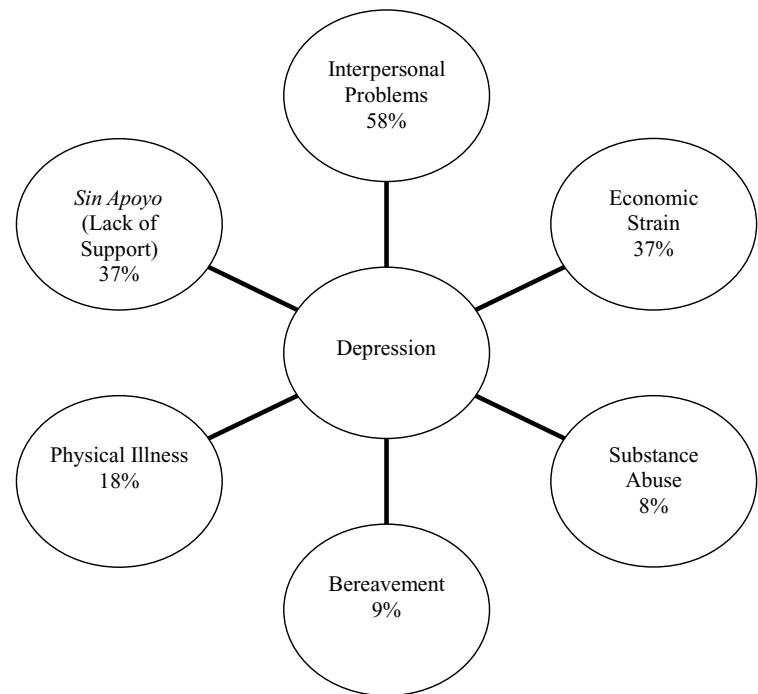 Interpersonal
Problems
58%
Sin Apoyo
(Lack of
Support)
37%
Economic
Strain
37%
Depression
Physical Illness
18%
Substance
Abuse
8%
Bereavement
9%